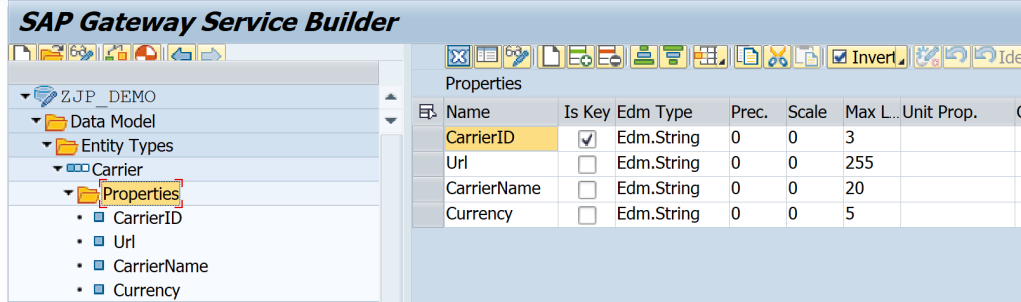 SAP Gateway Service Builder
Invert
Ide
ZJP_DEMO
Data Model
Entity Types
Carrier
Properties
CarrierID
Url
CarrierName
Currency
Properties
Name Is Key Edm Type Prec. Scale Max L... Unit Prop.
CarrierID Edm.String 0 0 3
Url Edm.String 0 0 255
CarrierName Edm.String 0 0 20
Currency Edm.String 0 0 5